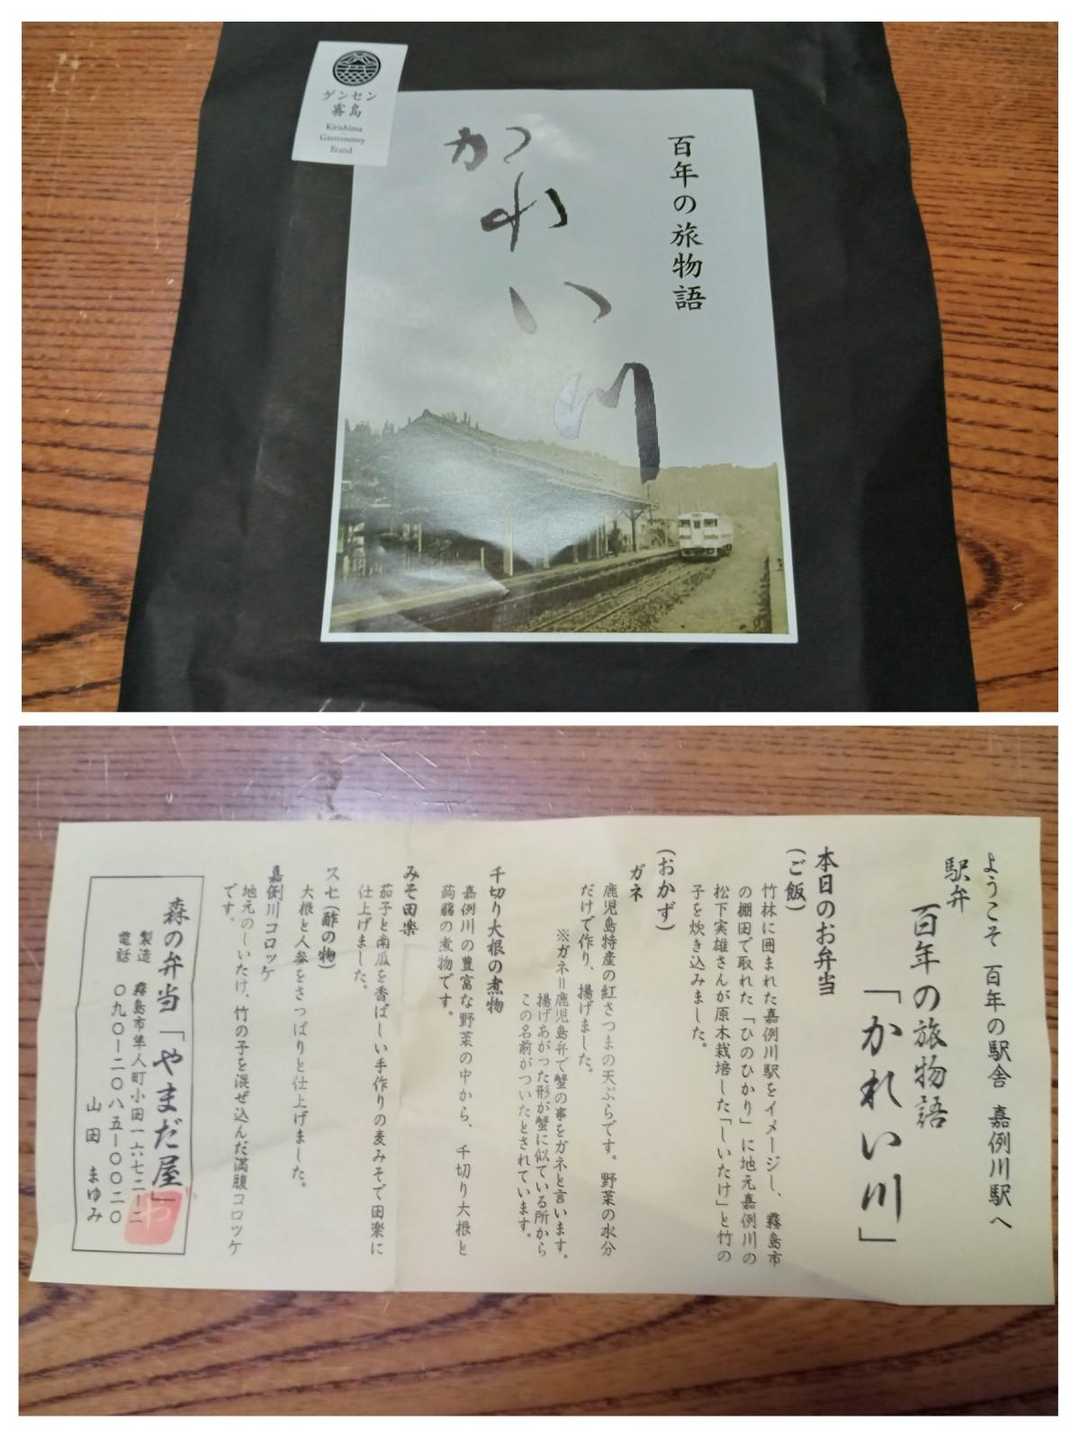 ゲンセン
霧島
Kirishima
Gastronomy
Brand
百年の旅物語
かれい川
ようこそ 百年の駅舎 嘉例川駅へ
駅弁
百年の旅物語
「かれい川」
本日のお弁当
(ご飯)
竹林に囲まれた嘉例川駅をイメージし、霧島市
の棚田で取れた「ひのひかり」に地元嘉例川の
松下実雄さんが原木栽培した「しいたけ」と竹の
子を炊き込みました。
(おかず)
ガネ
鹿児島特産の紅さつまの天ぷらです。野菜の水分
だけで作り、揚げました。
※ガネ=鹿児島弁で蟹の事をガネと言います。
揚げあがった形が蟹に似ている所から
この名前がついたとされています。
千切り大根の煮物
嘉例川の豊富な野菜の中から、千切り大根と
蒟蒻の煮物です。
みそ田楽
茄子と南瓜を香ばしい手作りの麦みそで田楽に
仕上げました。
スセ(酢の物)
大根と人参をさっぱりと仕上げました。
嘉例川コロッケ
地元のしいたけ、竹の子を混ぜ込んだ満腹コロッケ
です。
森の弁当「やまだ屋」
製造 霧島市隼人町小田一六七二-二
電話 〇九〇-二〇八五-〇〇二〇
山田 まゆみ
や